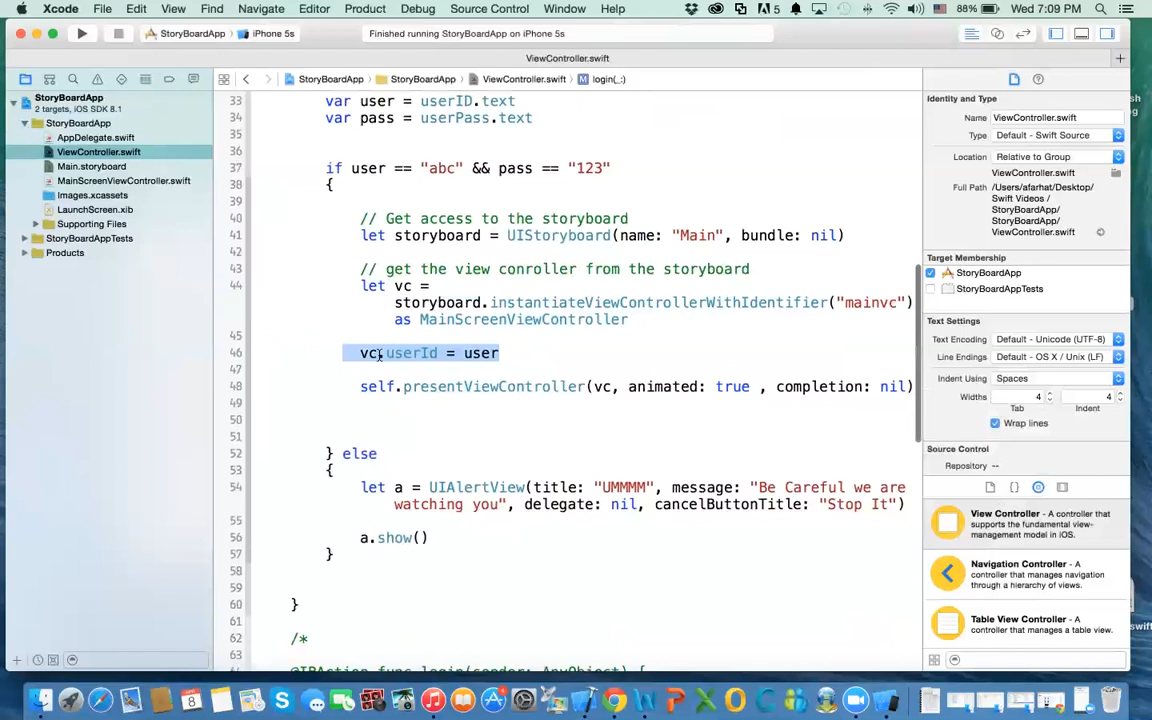 Xcode File Edit View Find Navigate Editor Product Debug Source Control Window Help 5 88% Wed 7:09 PM
StoryBoardApp iPhone 5s Finished running StoryBoardApp on iPhone 5s
ViewController.swift
StoryBoardApp StoryBoardApp ViewController.swift M login(_:)
StoryBoardApp
2 targets, iOS SDK 8.1
StoryBoardApp
AppDelegate.swift
ViewController.swift
Main.storyboard
MainScreenViewController.swift
Images.xcassets
LaunchScreen.xib
Supporting Files
StoryBoardAppTests
Products
33 var user = userID.text
34 var pass = userPass.text
35
36
37 if user == "abc" && pass == "123"
38 {
39
40 // Get access to the storyboard
41 let storyboard = UIStoryboard(name: "Main", bundle: nil)
42
43 // get the view conroller from the storyboard
44 let vc =
storyboard.instantiateViewControllerWithIdentifier("mainvc")
as MainScreenViewController
45
46 vc.userId = user
47
48 self.presentViewController(vc, animated: true , completion: nil)
49
50
51
52 } else
53 {
54 let a = UIAlertView(title: "UMMMM", message: "Be Careful we are
watching you", delegate: nil, cancelButtonTitle: "Stop It")
55
56 a.show()
57 }
58
59
60 }
61
62 /*
63
@IBAction func login(sender: AnyObject) {
Identity and Type
Name ViewController.swift
Type Default - Swift Source
Location Relative to Group
ViewController.swift
Full Path /Users/afarhat/Desktop/
Swift Videos /
StoryBoardApp/
StoryBoardApp/
ViewController.swift
Target Membership
StoryBoardApp
StoryBoardAppTests
Text Settings
Text Encoding Default - Unicode (UTF-8)
Line Endings Default - OS X / Unix (LF)
Indent Using Spaces
Widths 4 4
Tab Indent
Wrap lines
Source Control
Repository --
View Controller - A controller that
supports the fundamental view-
management model in iOS.
Navigation Controller - A
controller that manages navigation
through a hierarchy of views.
Table View Controller - A
controller that manages a table view.